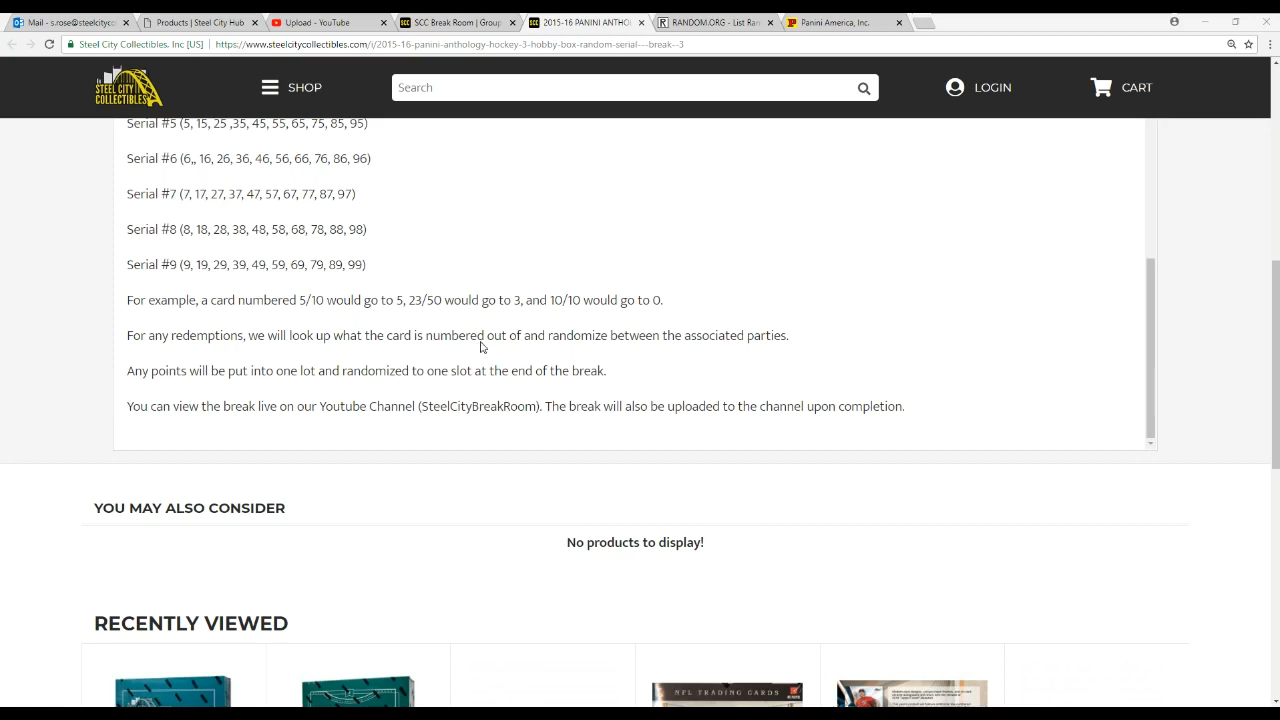 Mail - s.rose@steelcityco
Products | Steel City Hub
Upload - YouTube
SCC Break Room | Group
2015-16 PANINI ANTHO
RANDOM.ORG - List Ran
Panini America, Inc.
Steel City Collectibles, Inc [US] | https://www.steelcitycollectibles.com/i/2015-16-panini-anthology-hockey-3-hobby-box-random-serial---break--3
STEEL CITY
COLLECTIBLES
SHOP
Search
LOGIN
CART
Serial #5 (5, 15, 25 ,35, 45, 55, 65, 75, 85, 95)
Serial #6 (6,, 16, 26, 36, 46, 56, 66, 76, 86, 96)
Serial #7 (7, 17, 27, 37, 47, 57, 67, 77, 87, 97)
Serial #8 (8, 18, 28, 38, 48, 58, 68, 78, 88, 98)
Serial #9 (9, 19, 29, 39, 49, 59, 69, 79, 89, 99)
For example, a card numbered 5/10 would go to 5, 23/50 would go to 3, and 10/10 would go to 0.
For any redemptions, we will look up what the card is numbered out of and randomize between the associated parties.
Any points will be put into one lot and randomized to one slot at the end of the break.
You can view the break live on our Youtube Channel (SteelCityBreakRoom). The break will also be uploaded to the channel upon completion.
YOU MAY ALSO CONSIDER
No products to display!
RECENTLY VIEWED
NFL TRADING CARDS